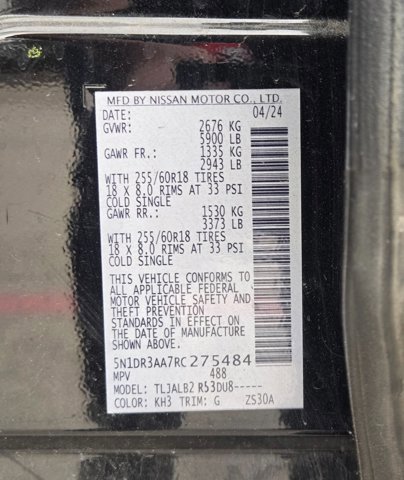 MFD BY NISSAN MOTOR CO., LTD.
DATE: 04/24
GVWR: 2676 KG
5900 LB
GAWR FR.: 1335 KG
2943 LB
WITH 255/60R18 TIRES
18 X 8.0 RIMS AT 33 PSI
COLD SINGLE
GAWR RR.: 1530 KG
3373 LB
WITH 255/60R18 TIRES
18 X 8.0 RIMS AT 33 PSI
COLD SINGLE
THIS VEHICLE CONFORMS TO
ALL APPLICABLE FEDERAL
MOTOR VEHICLE SAFETY AND
THEFT PREVENTION
STANDARDS IN EFFECT ON
THE DATE OF MANUFACTURE
SHOWN ABOVE.
5N1DR3AA7RC275484
MPV 488
MODEL: TLJALB2 R53DU8-----
COLOR: KH3 TRIM: G ZS30A